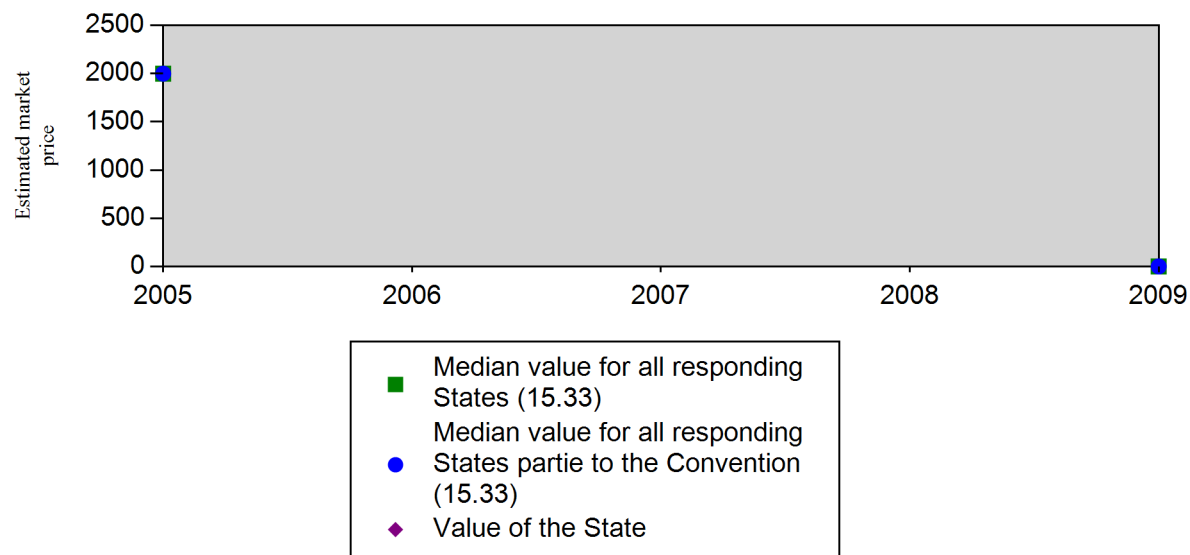 2500
2000
1500
1000
500
0
Estimated market
price
2005 2006 2007 2008 2009
Median value for all responding
States (15.33)
Median value for all responding
States partie to the Convention
(15.33)
Value of the State